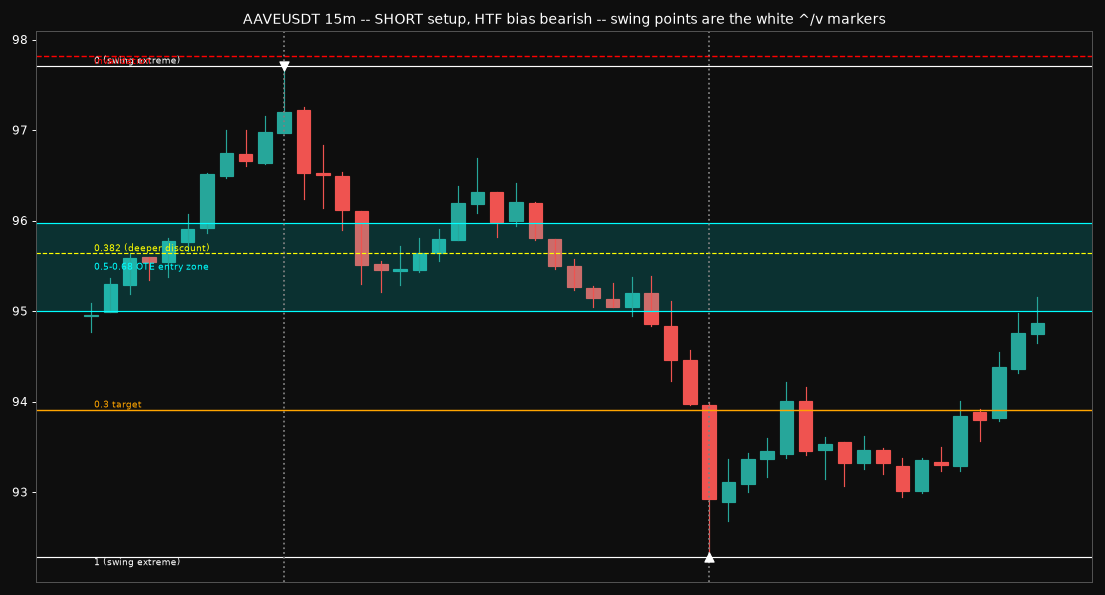 AAVEUSDT 15m -- SHORT setup, HTF bias bearish -- swing points are the white ^/v markers
98
0 (swing extreme)
97
96
0.382 (deeper discount)
0.5-0.68 OTE entry zone
95
94
0.3 target
93
1 (swing extreme)